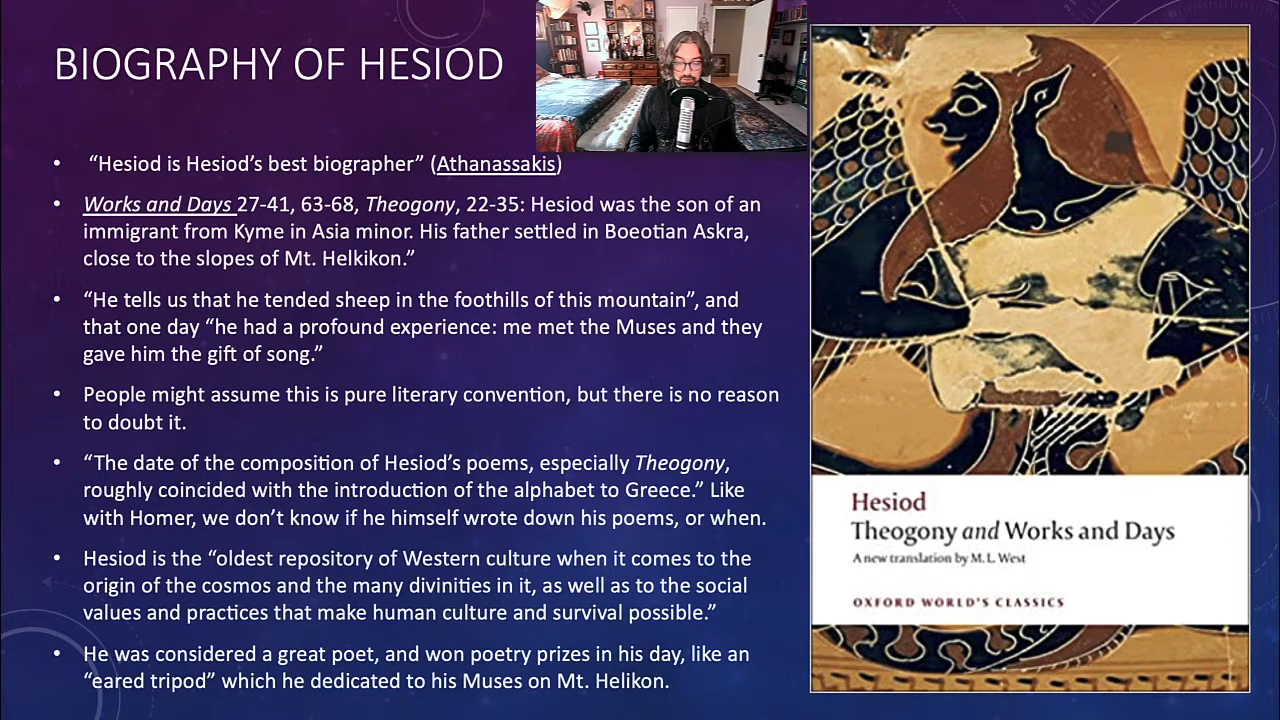 BIOGRAPHY OF HESIOD
• “Hesiod is Hesiod’s best biographer” (Athanassakis)
• Works and Days 27-41, 63-68, Theogony, 22-35: Hesiod was the son of an
immigrant from Kyme in Asia minor. His father settled in Boeotian Askra,
close to the slopes of Mt. Helkikon.”
• “He tells us that he tended sheep in the foothills of this mountain”, and
that one day “he had a profound experience: me met the Muses and they
gave him the gift of song.”
• People might assume this is pure literary convention, but there is no reason
to doubt it.
• “The date of the composition of Hesiod’s poems, especially Theogony,
roughly coincided with the introduction of the alphabet to Greece.” Like
with Homer, we don’t know if he himself wrote down his poems, or when.
• Hesiod is the “oldest repository of Western culture when it comes to the
origin of the cosmos and the many divinities in it, as well as to the social
values and practices that make human culture and survival possible.”
• He was considered a great poet, and won poetry prizes in his day, like an
“eared tripod” which he dedicated to his Muses on Mt. Helikon.
Hesiod
Theogony and Works and Days
A new translation by M. L. West
OXFORD WORLD’S CLASSICS